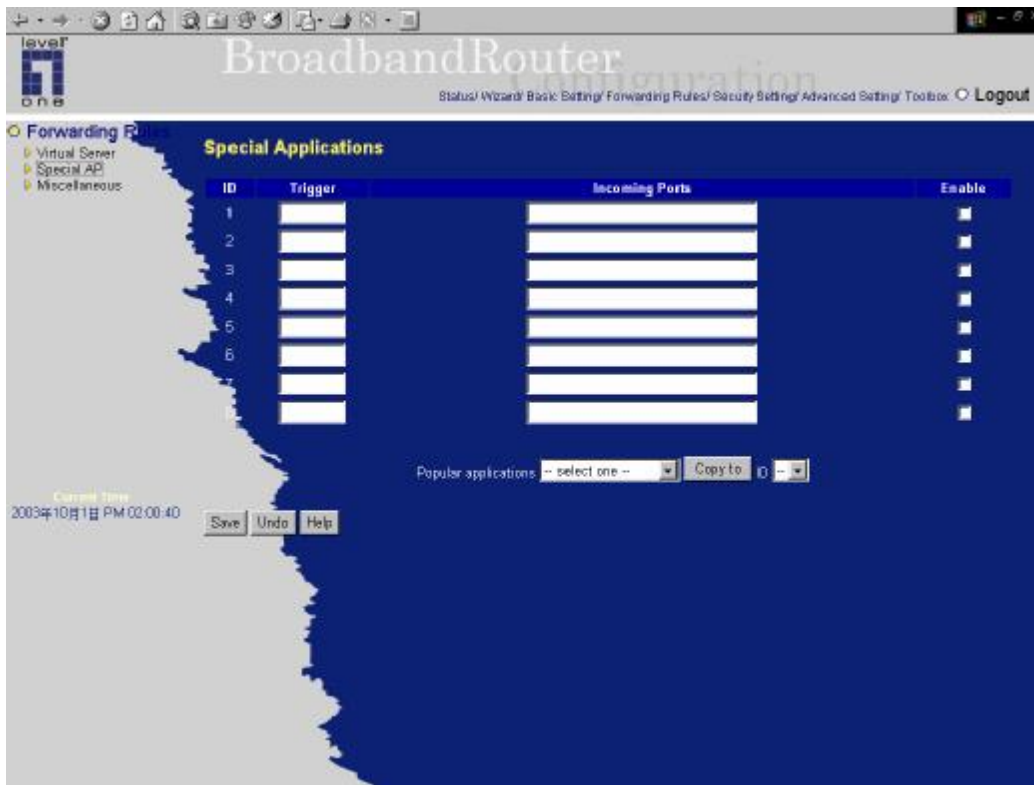 level
one
BroadbandRouter
Configuration
Status/ Wizard/ Basic Setting/ Forwarding Rules/ Security Setting/ Advanced Setting/ Toolbox Logout
Forwarding Rules
Virtual Server
Special AP
Miscellaneous
Special Applications
ID Trigger Incoming Ports Enable
1
2
3
4
5
6
7
8
Popular applications -- select one -- Copy to ID --
Current Time
2003年10月1日 PM 02:00:40
Save Undo Help